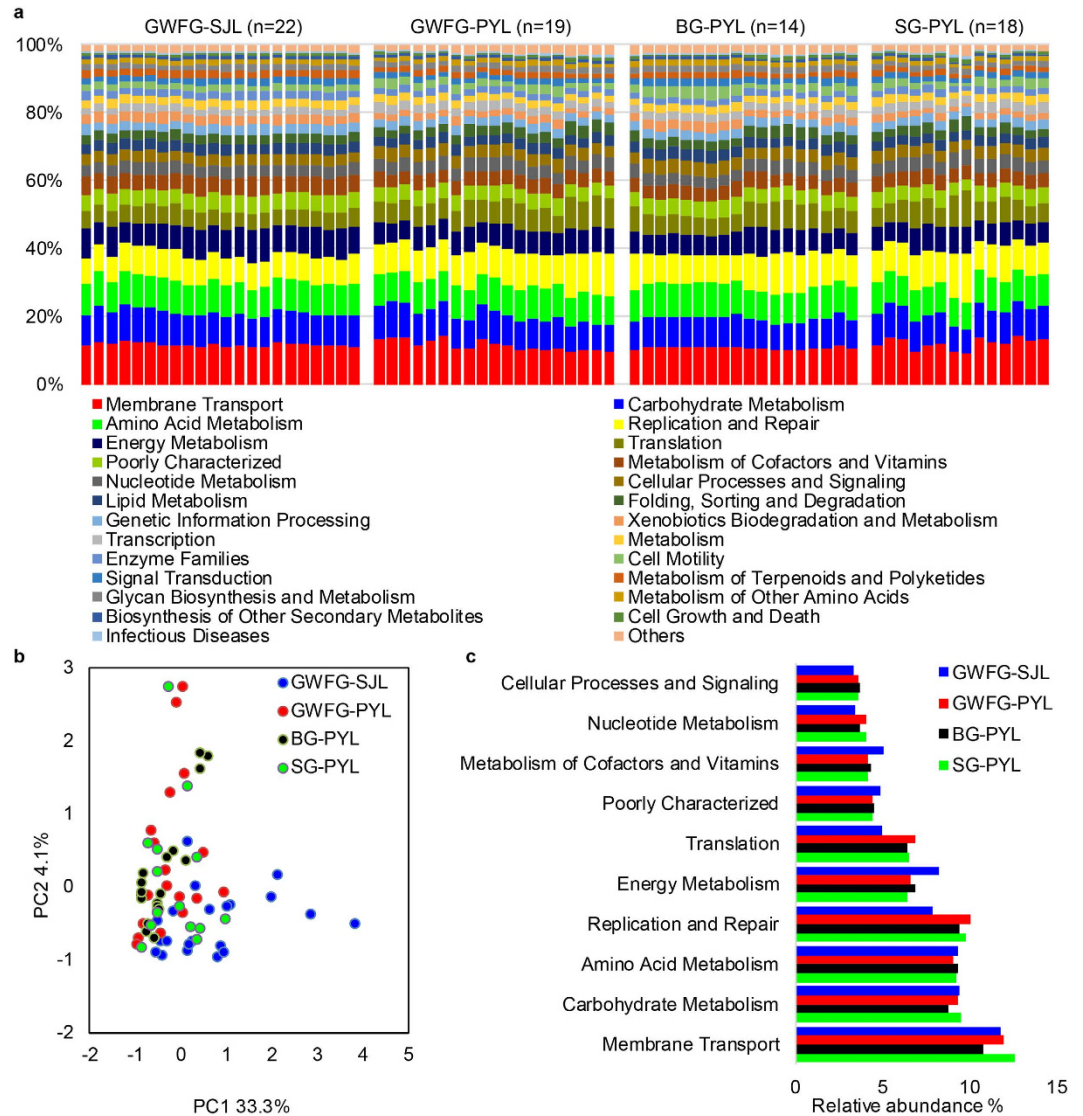 a
GWFG-SJL (n=22) GWFG-PYL (n=19) BG-PYL (n=14) SG-PYL (n=18)
100%
80%
60%
40%
20%
0%
Membrane Transport Carbohydrate Metabolism
Amino Acid Metabolism Replication and Repair
Energy Metabolism Translation
Poorly Characterized Metabolism of Cofactors and Vitamins
Nucleotide Metabolism Cellular Processes and Signaling
Lipid Metabolism Folding, Sorting and Degradation
Genetic Information Processing Xenobiotics Biodegradation and Metabolism
Transcription Metabolism
Enzyme Families Cell Motility
Signal Transduction Metabolism of Terpenoids and Polyketides
Glycan Biosynthesis and Metabolism Metabolism of Other Amino Acids
Biosynthesis of Other Secondary Metabolites Cell Growth and Death
Infectious Diseases Others
b
3
2
1
0
-1
-2
PC2 4.1%
GWFG-SJL
GWFG-PYL
BG-PYL
SG-PYL
-2 -1 0 1 2 3 4 5
PC1 33.3%
c
GWFG-SJL
GWFG-PYL
BG-PYL
SG-PYL
Cellular Processes and Signaling
Nucleotide Metabolism
Metabolism of Cofactors and Vitamins
Poorly Characterized
Translation
Energy Metabolism
Replication and Repair
Amino Acid Metabolism
Carbohydrate Metabolism
Membrane Transport
0 5 10 15
Relative abundance %